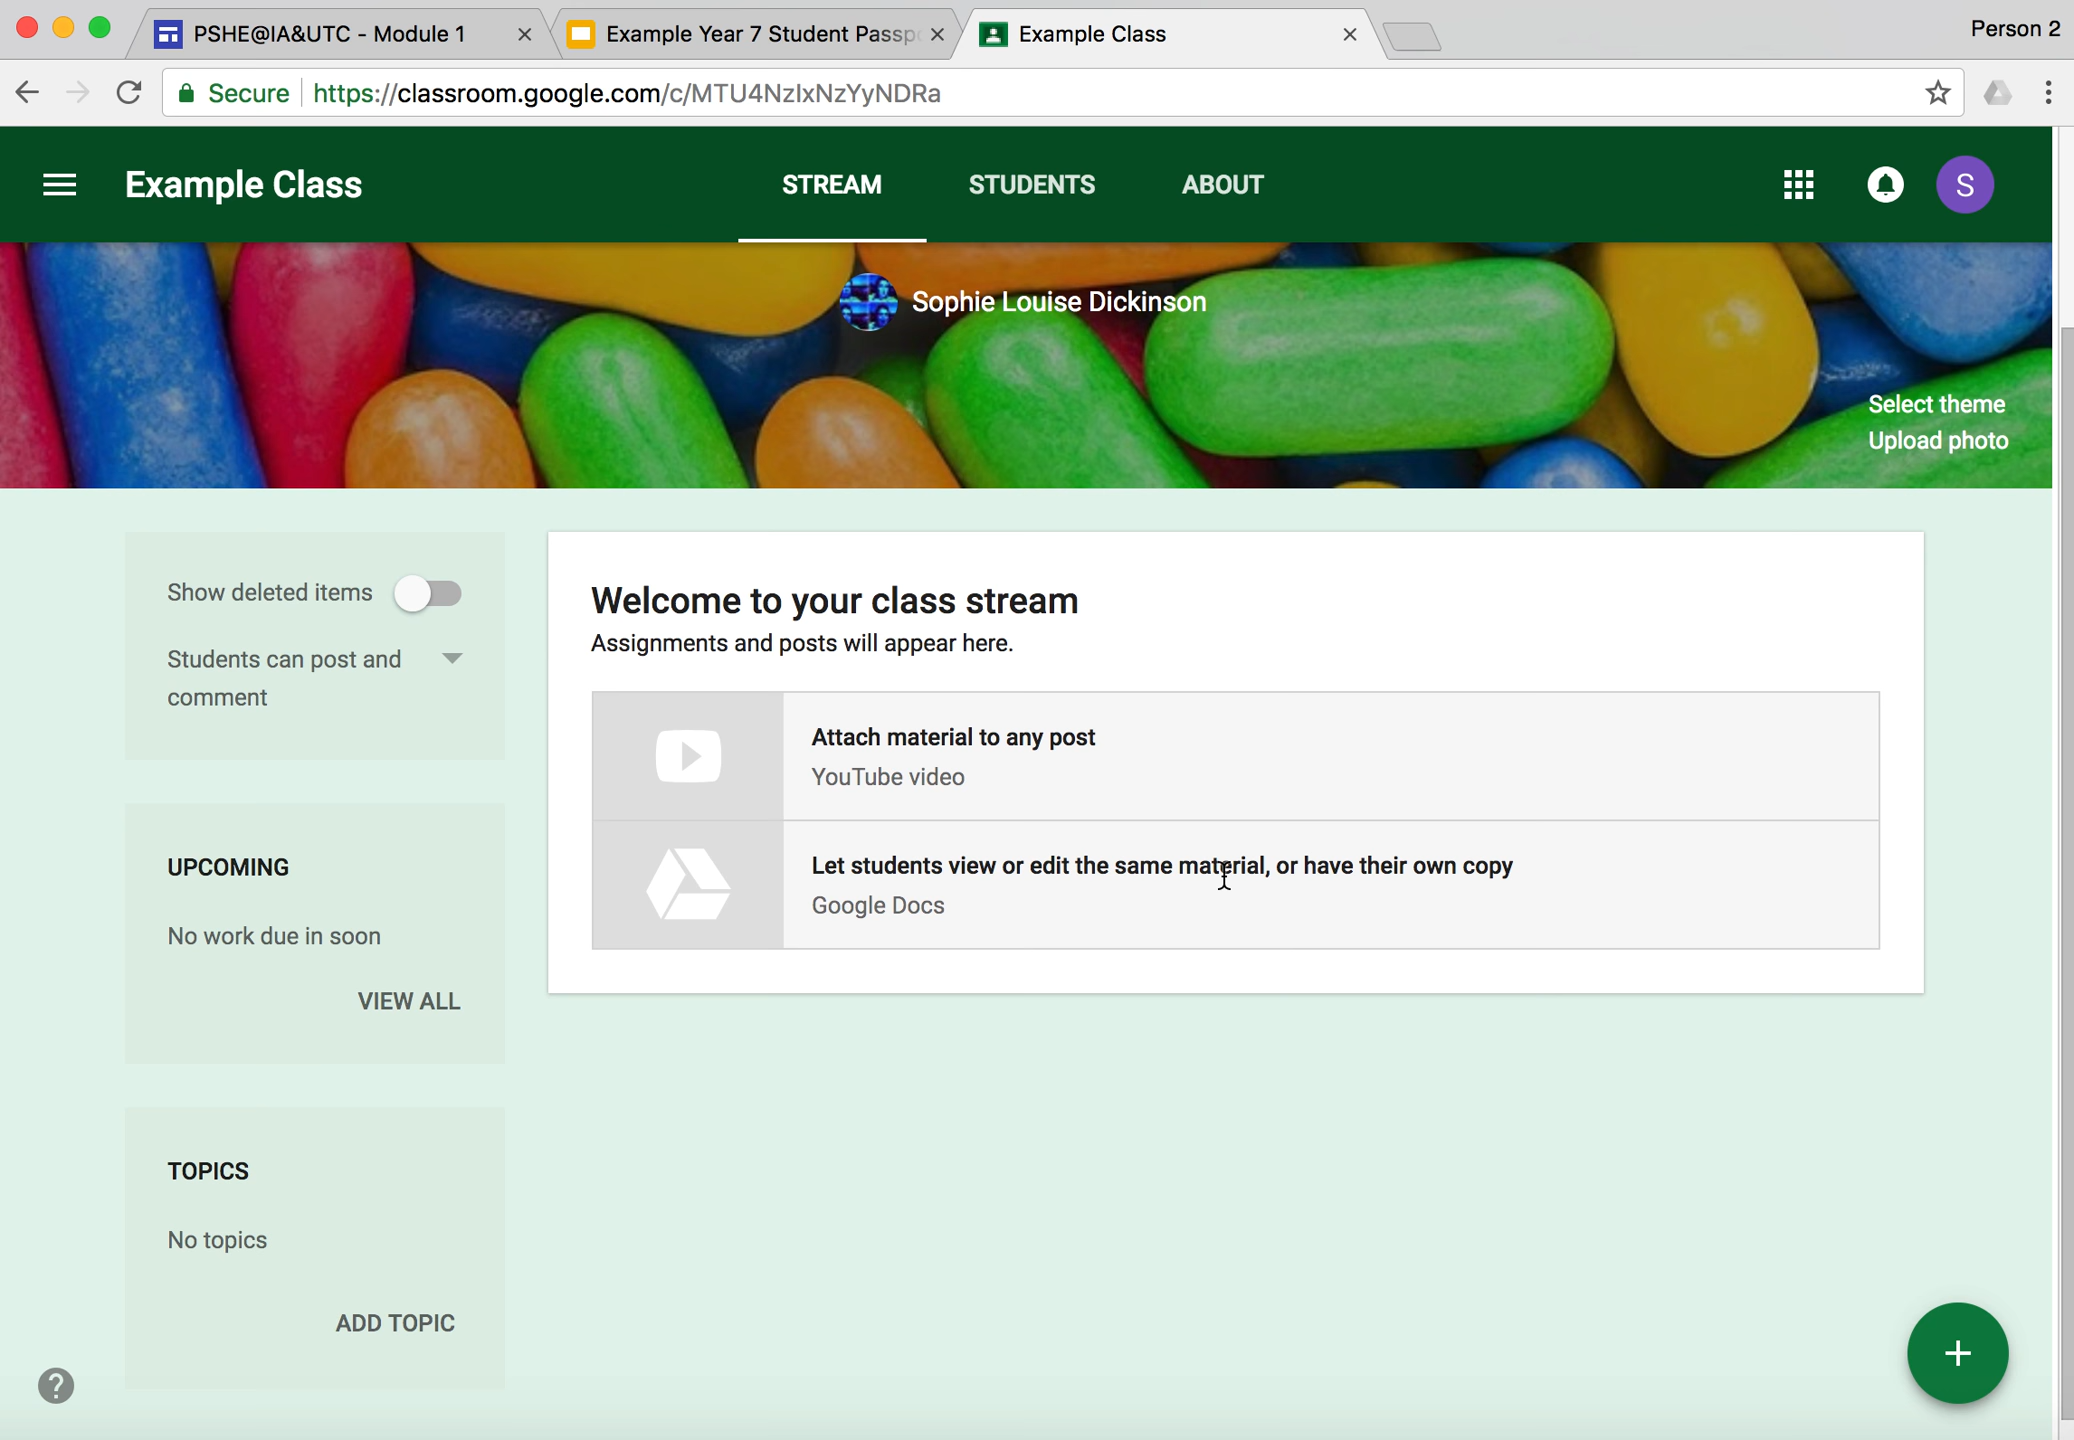 PSHE@IA&UTC - Module 1
Example Year 7 Student Passp
Example Class
Person 2
Secure
https://classroom.google.com/c/MTU4NzIxNzYyNDRa
Example Class
STREAM
STUDENTS
ABOUT
S
Sophie Louise Dickinson
Select theme
Upload photo
Show deleted items
Students can post and
comment
UPCOMING
No work due in soon
VIEW ALL
TOPICS
No topics
ADD TOPIC
Welcome to your class stream
Assignments and posts will appear here.
Attach material to any post
YouTube video
Let students view or edit the same material, or have their own copy
Google Docs
?
+